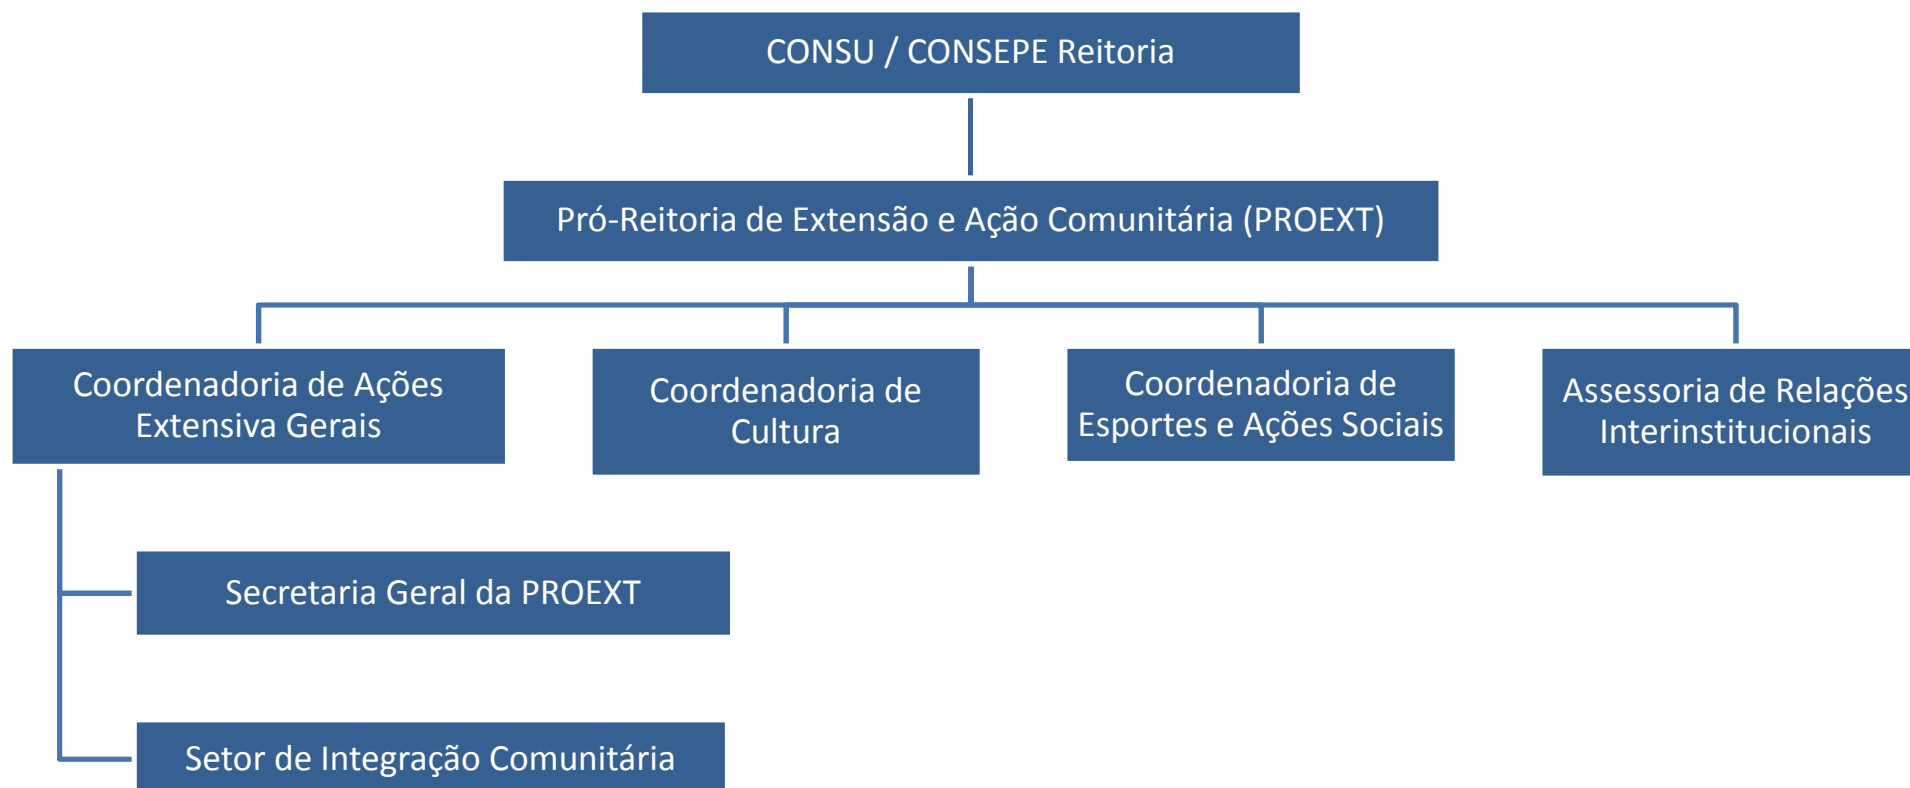 CONSU / CONSEPE Reitoria
Pró-Reitoria de Extensão e Ação Comunitária (PROEXT)
Coordenadoria de Ações
Extensiva Gerais
Coordenadoria de
Cultura
Coordenadoria de
Esportes e Ações Sociais
Assessoria de Relações
Interinstitucionais
Secretaria Geral da PROEXT
Setor de Integração Comunitária